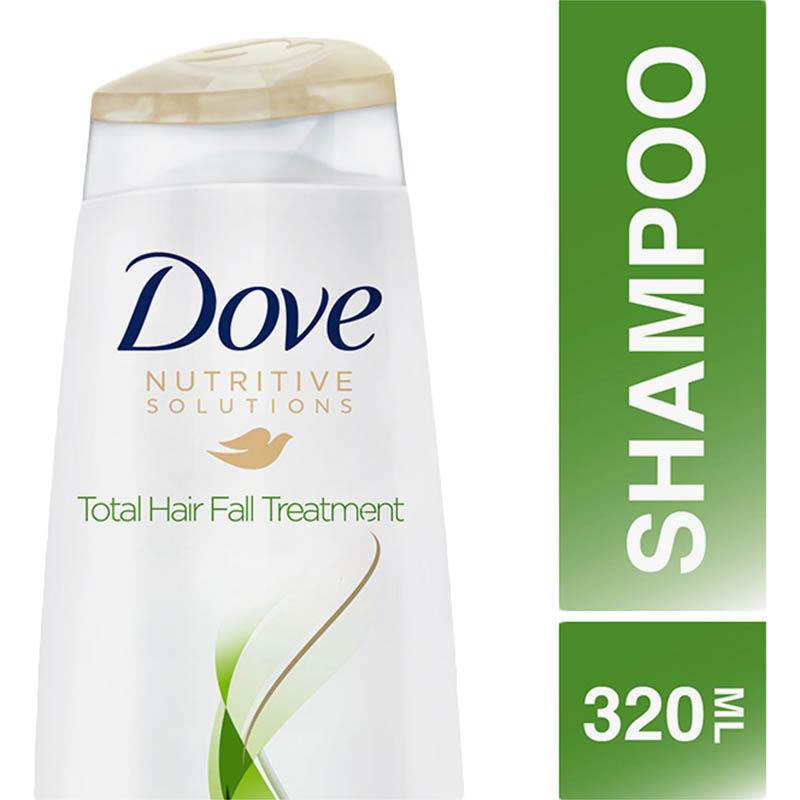 Dove
NUTRITIVE
SOLUTIONS
Total Hair Fall Treatment
SHAMPOO
320 ML